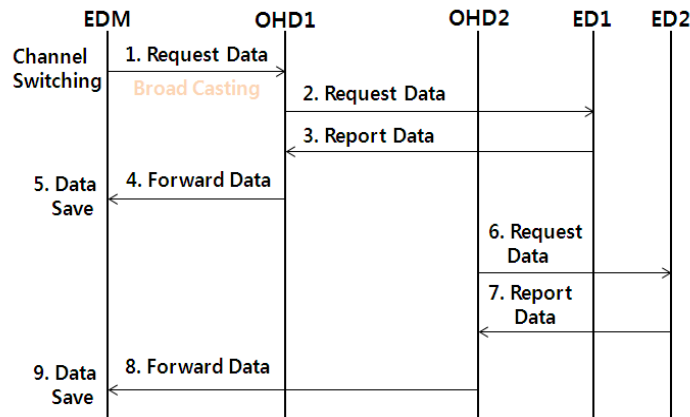 EDM OHD1 OHD2 ED1 ED2
Channel
Switching
1. Request Data
Broad Casting
2. Request Data
3. Report Data
4. Forward Data
5. Data
Save
6. Request
Data
7. Report
Data
8. Forward Data
9. Data
Save